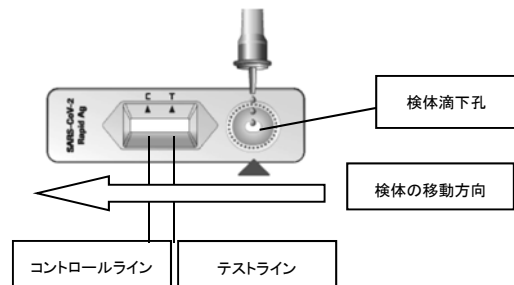 C T
SARS-CoV-2
Rapid Ag
検体滴下孔
検体の移動方向
コントロールライン
テストライン